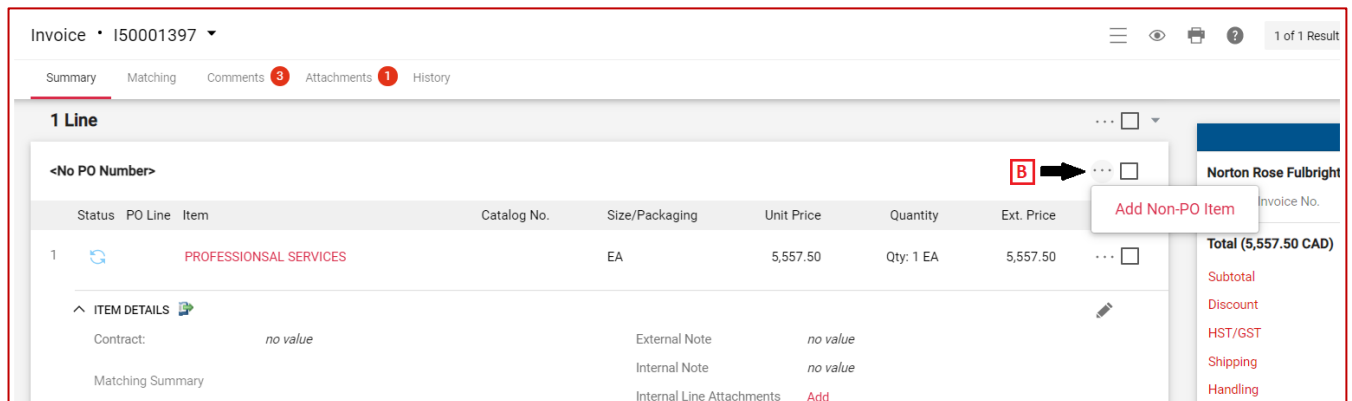 Invoice • I50001397
1 of 1 Result
Summary Matching Comments 3 Attachments 1 History
1 Line
<No PO Number>
B
Norton Rose Fulbright
Add Non-PO Item
Invoice No.
Status PO Line Item Catalog No. Size/Packaging Unit Price Quantity Ext. Price
Total (5,557.50 CAD)
1 PROFESSIONSAL SERVICES EA 5,557.50 Qty: 1 EA 5,557.50
Subtotal
Discount
ITEM DETAILS
HST/GST
Contract: no value External Note no value
Shipping
Internal Note no value
Matching Summary
Handling
Internal Line Attachments Add